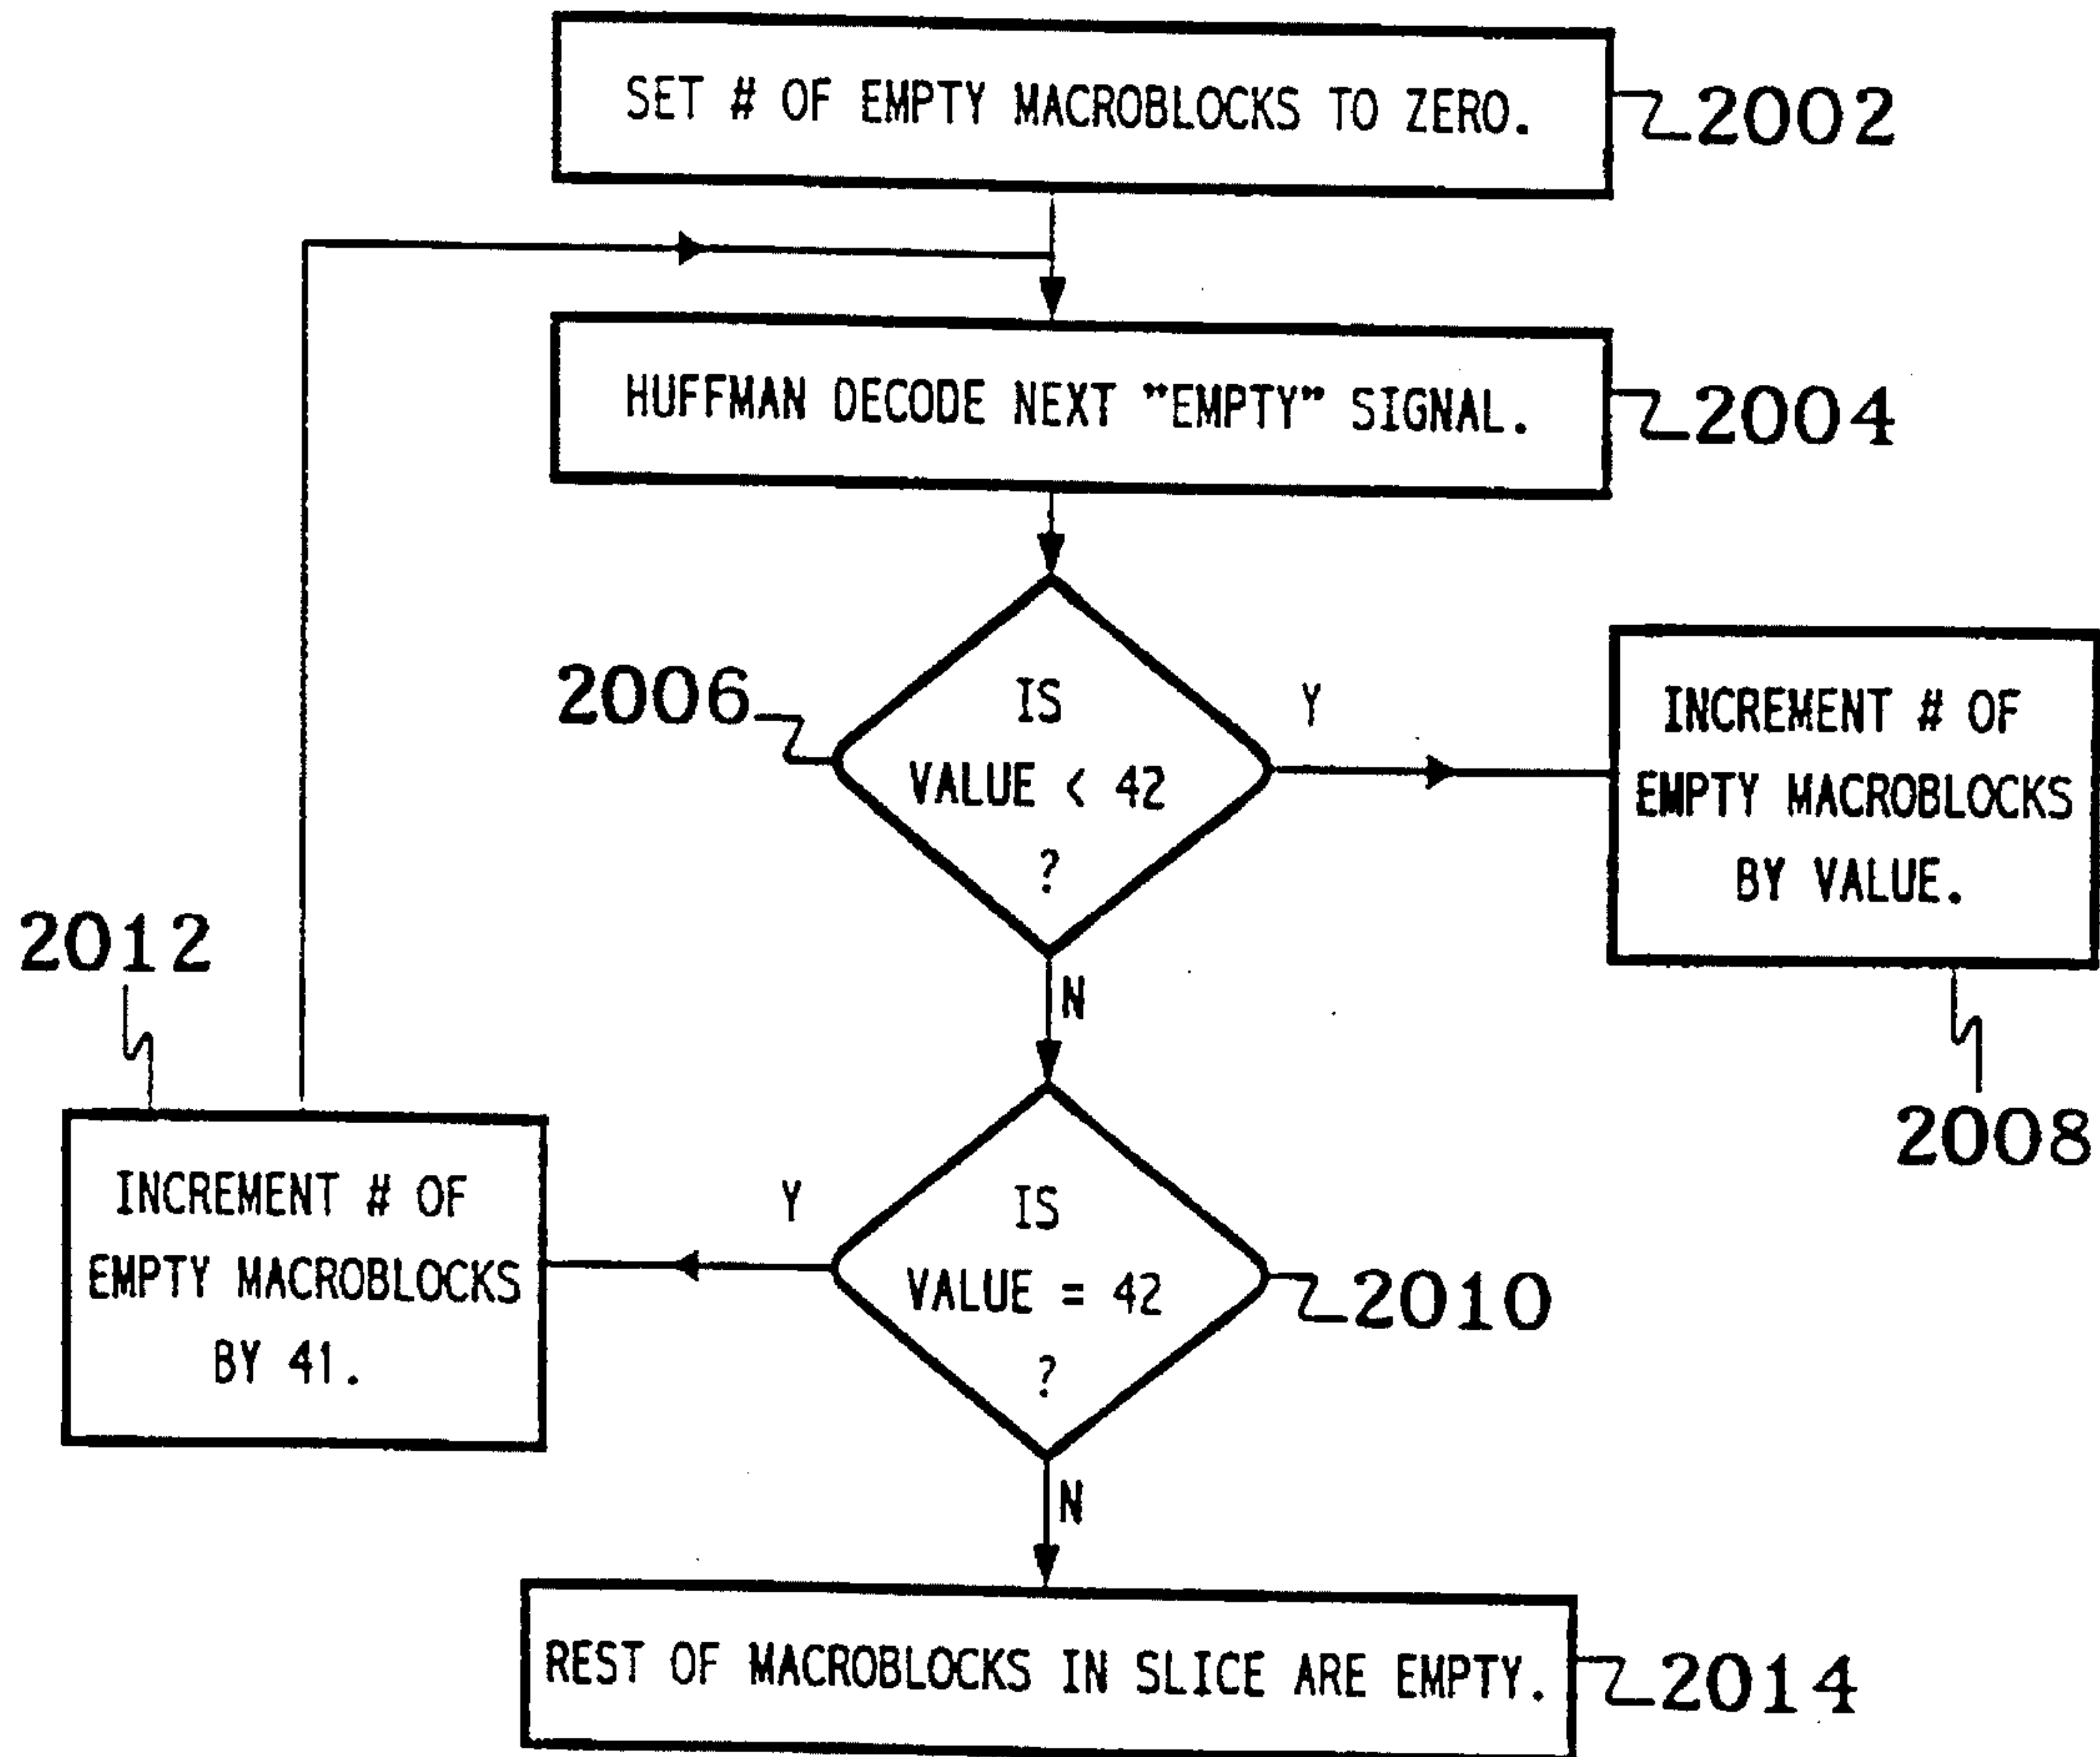 SET # OF EMPTY MACROBLOCKS TO ZERO.
2002
HUFFMAN DECODE NEXT "EMPTY" SIGNAL.
2004
2006
IS
VALUE < 42
?
Y
INCREMENT # OF
EMPTY MACROBLOCKS
BY VALUE.
2008
N
2012
INCREMENT # OF
EMPTY MACROBLOCKS
BY 41.
Y
IS
VALUE = 42
?
2010
N
REST OF MACROBLOCKS IN SLICE ARE EMPTY.
2014